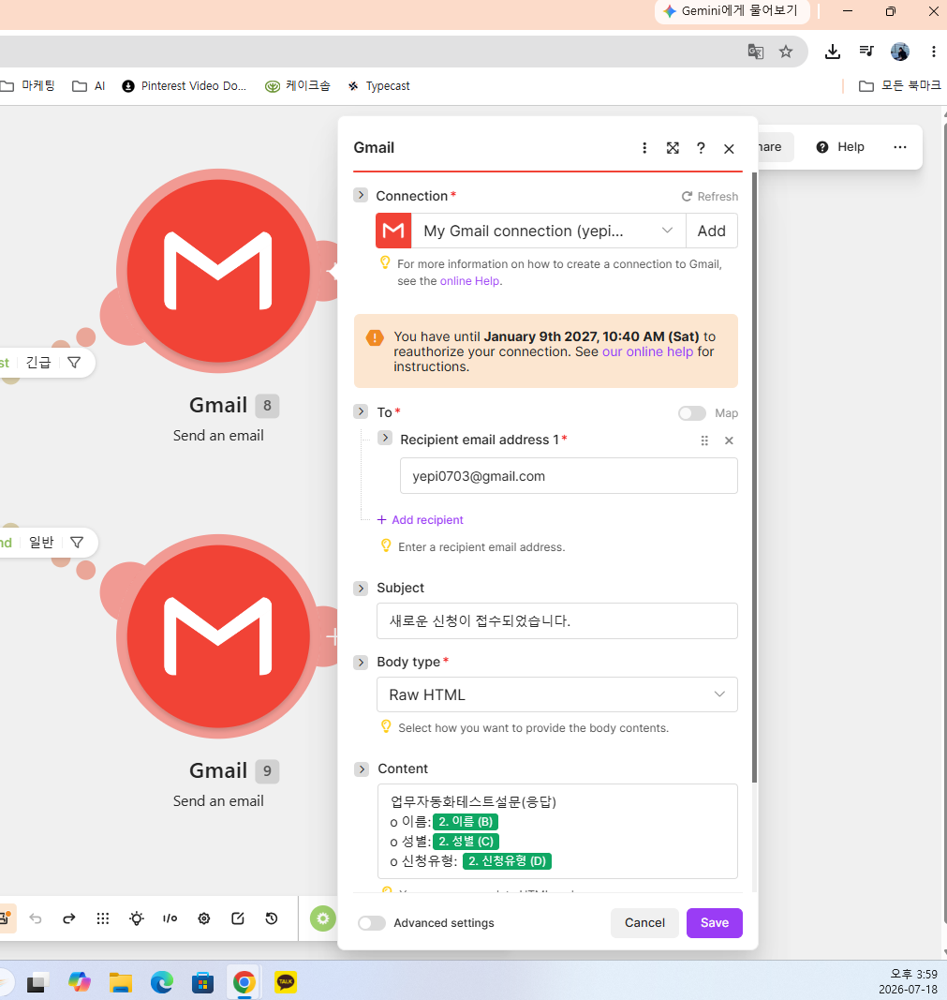 Gemini에게 물어보기
마케팅
AI
Pinterest Video Do...
케이크솔
Typecast
모든 북마크
Gmail
Help
Connection*
Refresh
My Gmail connection (yepi...
Add
For more information on how to create a connection to Gmail,
see the online Help.
You have until January 9th 2027, 10:40 AM (Sat) to
reauthorize your connection. See our online help for
instructions.
긴급
Gmail 8
Send an email
To*
Map
Recipient email address 1*
yepi0703@gmail.com
+ Add recipient
Enter a recipient email address.
일반
Subject
새로운 신청이 접수되었습니다.
Body type*
Raw HTML
Select how you want to provide the body contents.
Gmail 9
Send an email
Content
업무자동화테스트설문(응답)
o 이름: 2. 이름 (B)
o 성별: 2. 성별 (C)
o 신청유형: 2. 신청유형 (D)
Advanced settings
Cancel
Save
TALK
오후 3:59
2026-07-18